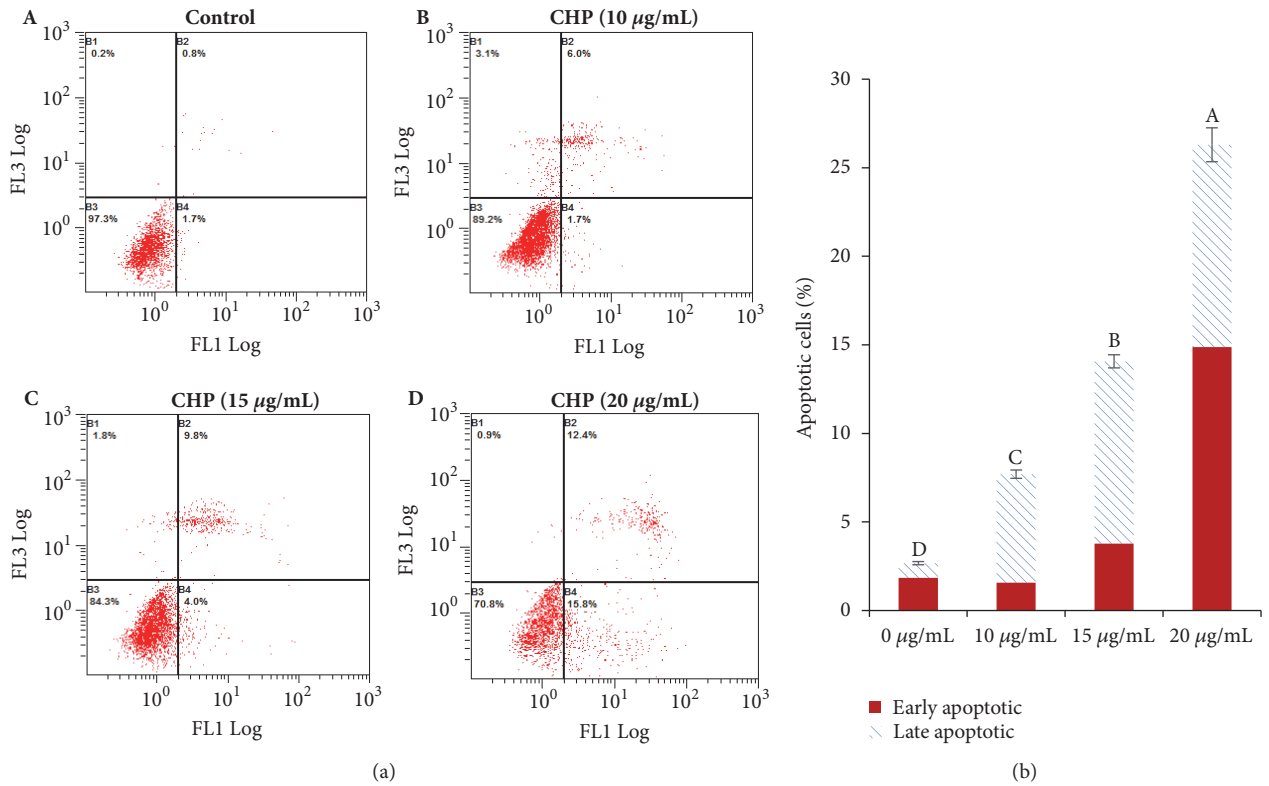 A
Control
B1
0.2%
B2
0.8%
B3
97.3%
B4
1.7%
10³
10²
10¹
10⁰
FL3 Log
10⁰ 10¹ 10² 10³
FL1 Log
B
CHP (10 µg/mL)
B1
3.1%
B2
6.0%
B3
89.2%
B4
1.7%
10³
10²
10¹
10⁰
FL3 Log
10⁰ 10¹ 10² 10³
FL1 Log
C
CHP (15 µg/mL)
B1
1.8%
B2
9.8%
B3
84.3%
B4
4.0%
10³
10²
10¹
10⁰
FL3 Log
10⁰ 10¹ 10² 10³
FL1 Log
D
CHP (20 µg/mL)
B1
0.9%
B2
12.4%
B3
70.8%
B4
15.8%
10³
10²
10¹
10⁰
FL3 Log
10⁰ 10¹ 10² 10³
FL1 Log
(a)
30
25
20
15
10
5
0
Apoptotic cells (%)
D
C
B
A
0 µg/mL 10 µg/mL 15 µg/mL 20 µg/mL
Early apoptotic
Late apoptotic
(b)